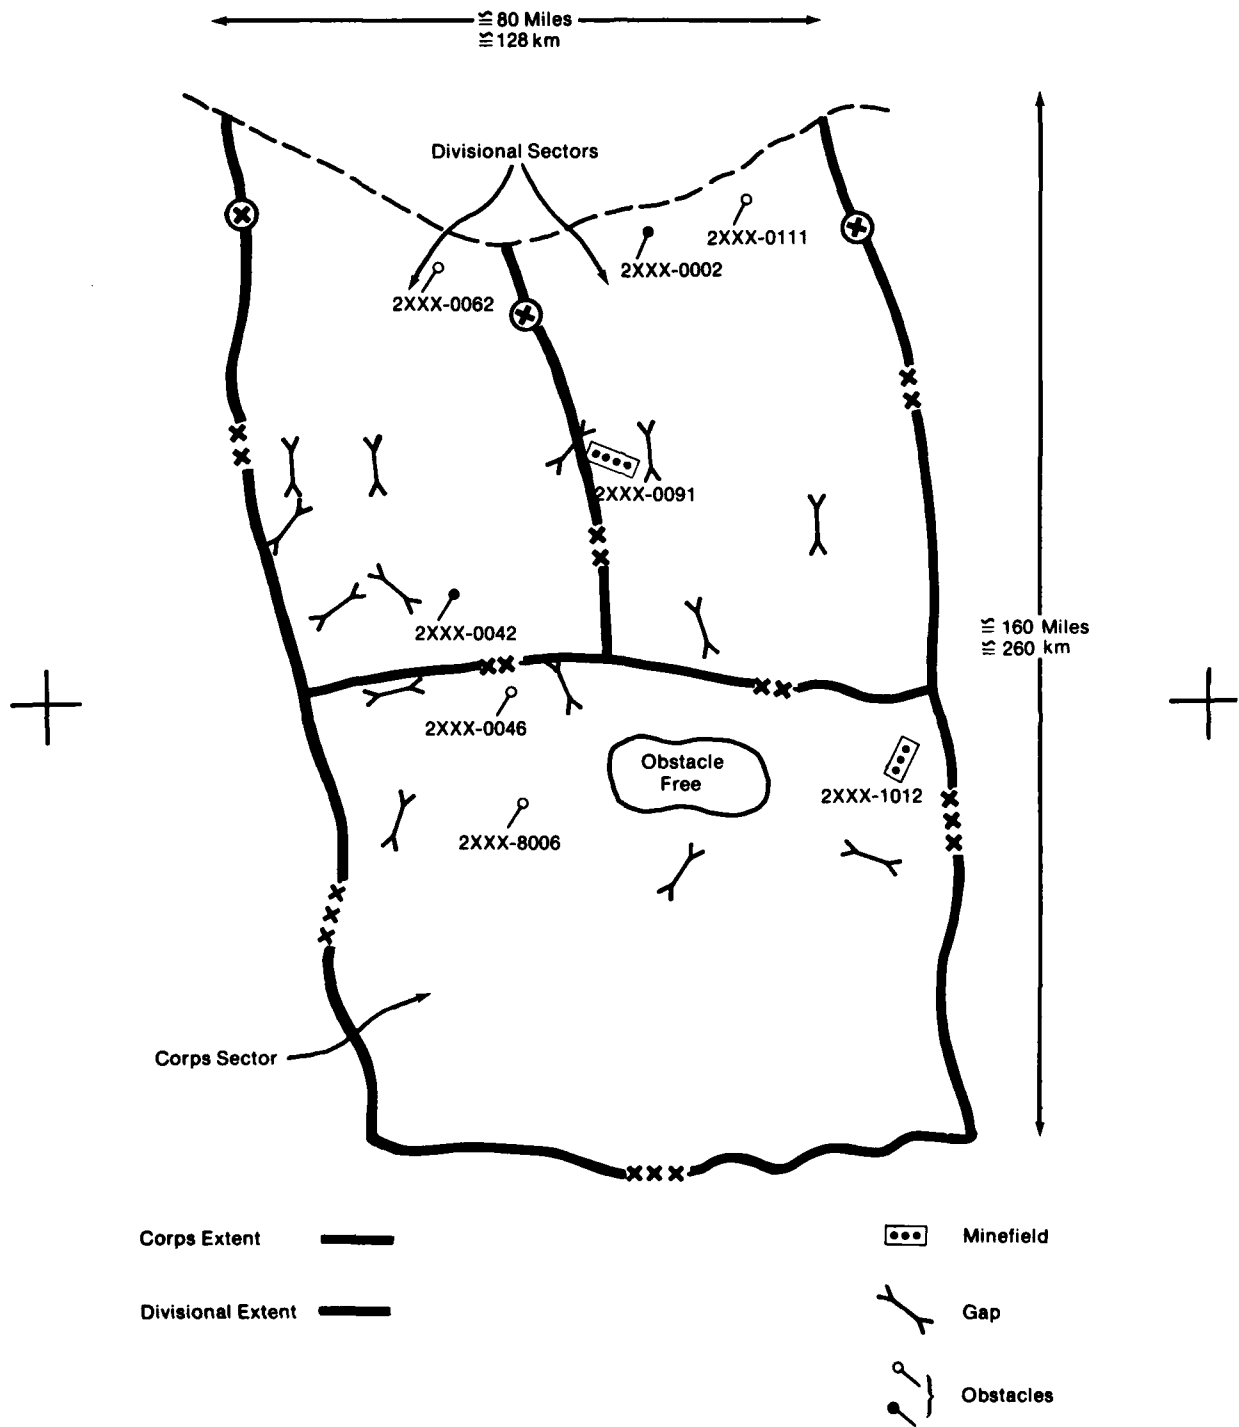 ≅ 80 Miles
≅ 128 km
Divisional Sectors
2XXX-0111
2XXX-0002
2XXX-0062
2XXX-0091
≅ 160 Miles
≅ 260 km
2XXX-0042
2XXX-0046
Obstacle
Free
2XXX-1012
2XXX-8006
Corps Sector
Corps Extent
Minefield
Divisional Extent
Gap
Obstacles